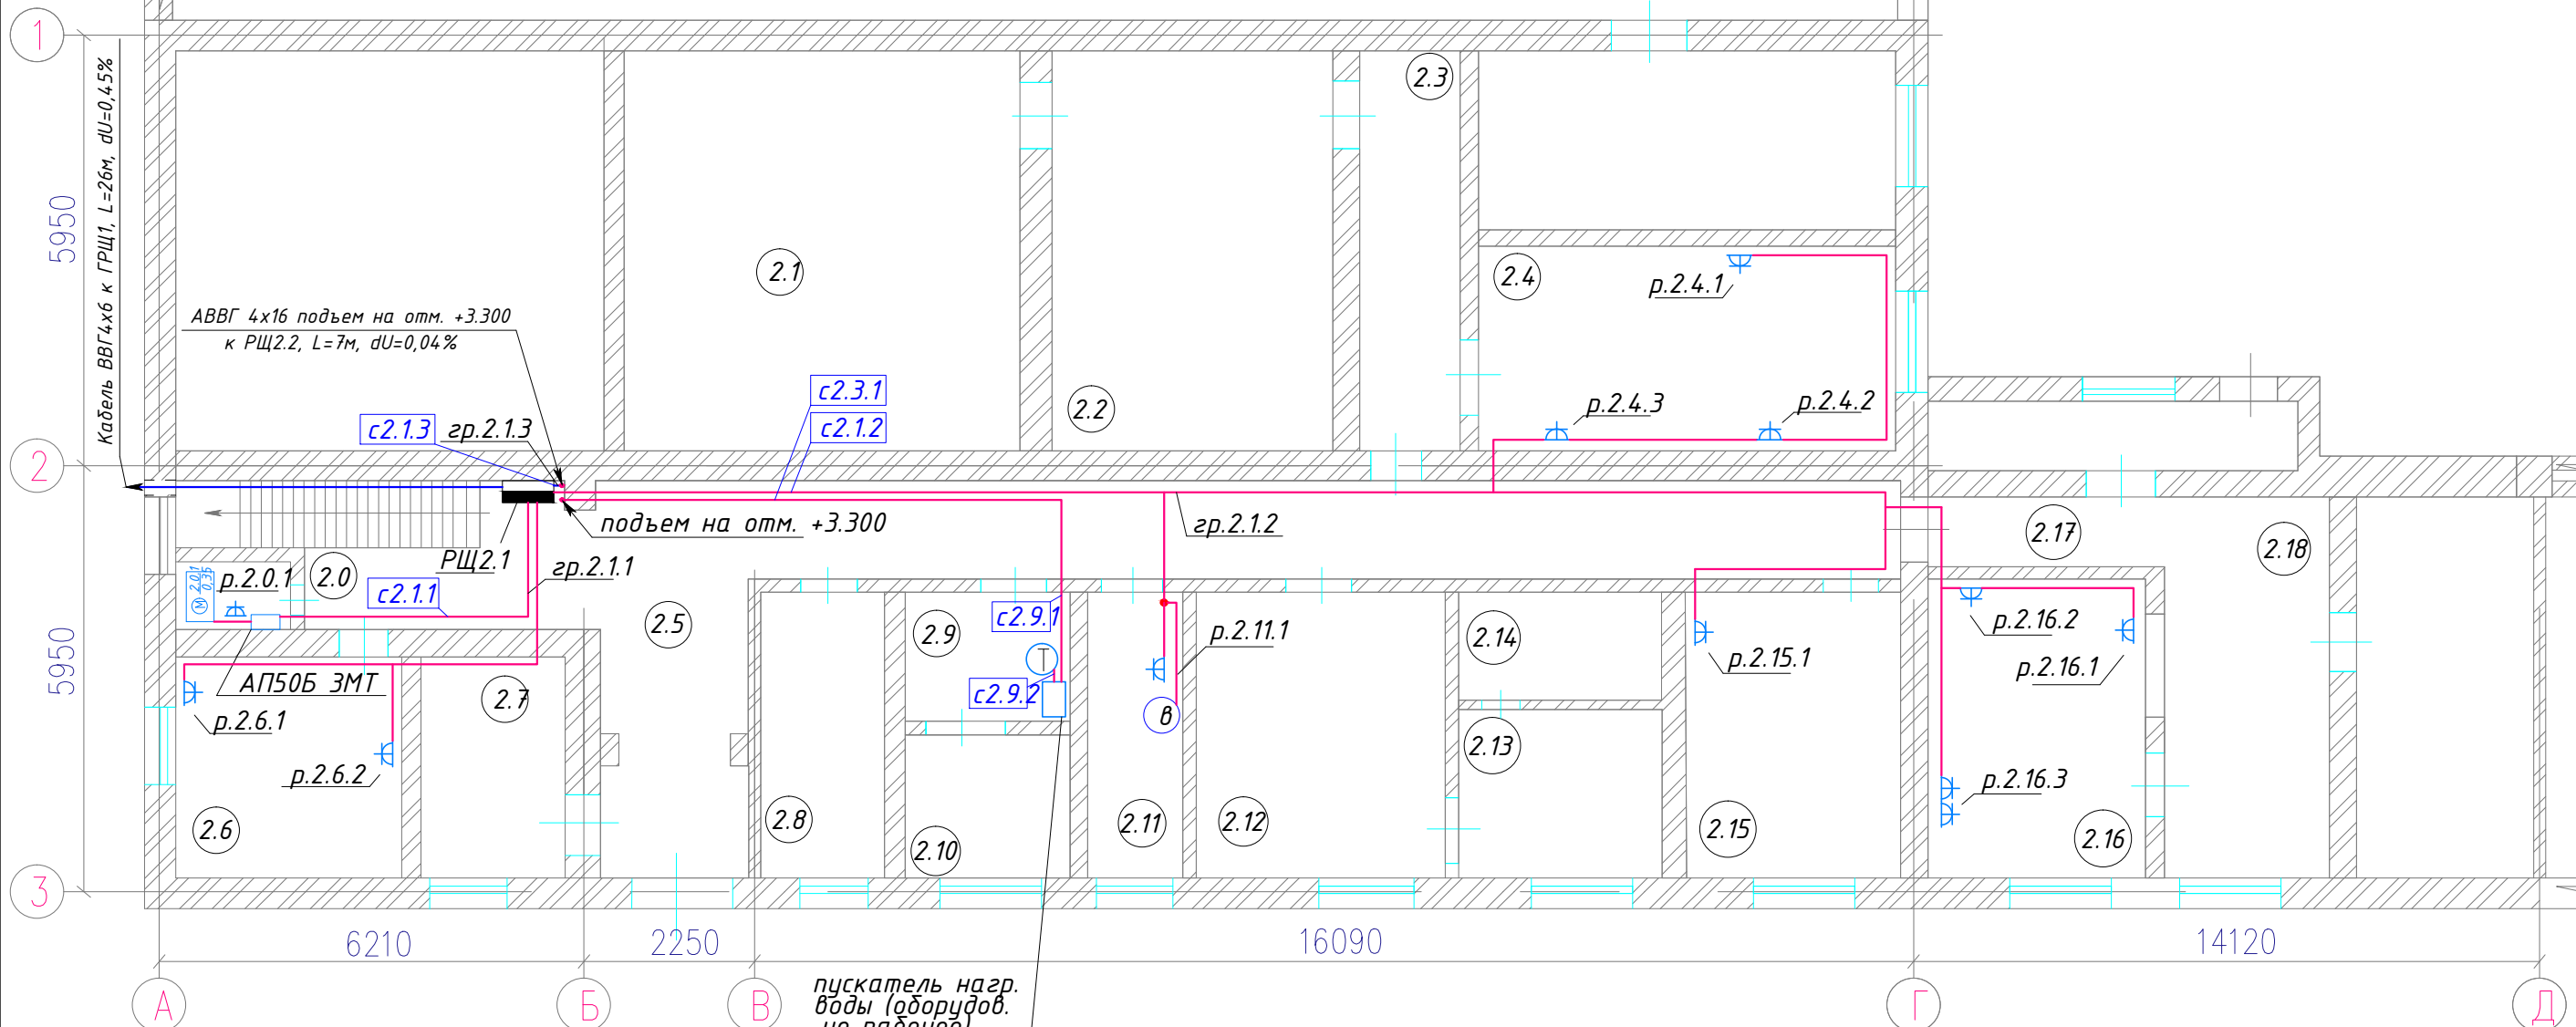 1
2.3
Кабель ВВГ4х6 к ГРЩ1, L=26м, dU=0,45%
5950
2.1
2.4
р.2.4.1
АВВГ 4х16 подъем на отм. +3.300
к РЩ2.2, L=7м, dU=0,04%
с2.3.1
с2.1.2
2.2
р.2.4.3
р.2.4.2
с2.1.3
гр.2.1.3
2
подъем на отм. +3.300
гр.2.1.2
2.17
2.18
РЩ2.1
гр.2.1.1
2.0
р.2.0.1
М
2.0.1
0,35
с2.1.1
5950
2.5
2.9
с2.9.1
р.2.11.1
2.14
р.2.15.1
р.2.16.2
р.2.16.1
Т
с2.9.2
АП50Б 3МТ
2.7
р.2.6.1
в
2.13
р.2.6.2
р.2.16.3
2.6
2.8
2.10
2.11
2.12
2.15
2.16
3
6210
2250
16090
14120
пускатель нагр.
воды (оборудов.
не рабочее)
А
Б
В
Г
Д